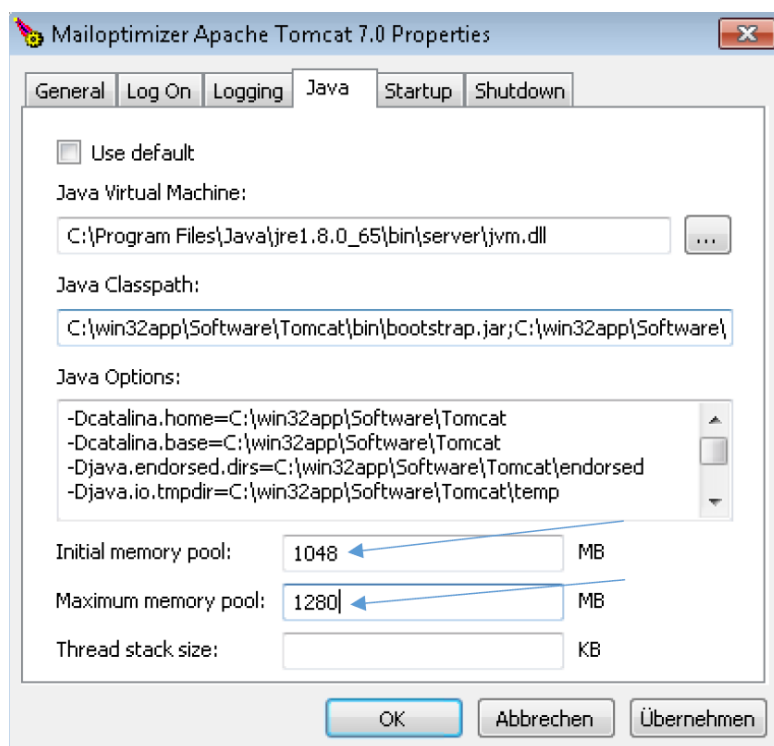 Mailoptimizer Apache Tomcat 7.0 Properties
General Log On Logging Java Startup Shutdown
Use default
Java Virtual Machine:
C:\Program Files\Java\jre1.8.0_65\bin\server\jvm.dll ...
Java Classpath:
C:\win32app\Software\Tomcat\bin\bootstrap.jar;C:\win32app\Software\
Java Options:
-Dcatalina.home=C:\win32app\Software\Tomcat
-Dcatalina.base=C:\win32app\Software\Tomcat
-Djava.endorsed.dirs=C:\win32app\Software\Tomcat\endorsed
-Djava.io.tmpdir=C:\win32app\Software\Tomcat\temp
Initial memory pool: 1048 MB
Maximum memory pool: 1280 MB
Thread stack size: KB
OK Abbrechen Übernehmen